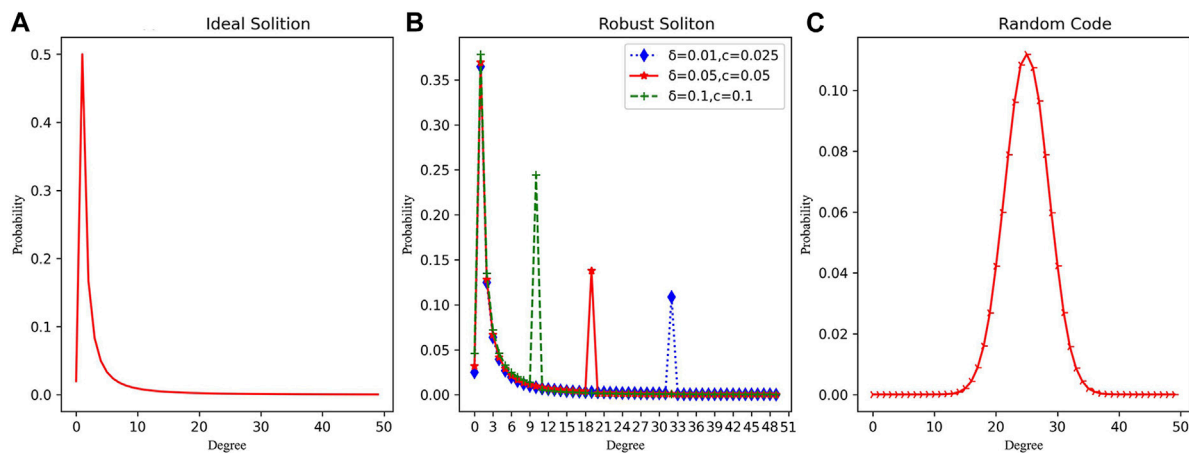 A
Ideal Solition
0.5
0.4
0.3
0.2
0.1
0.0
Probability
0 10 20 30 40 50
Degree
B
Robust Soliton
δ=0.01,c=0.025
δ=0.05,c=0.05
δ=0.1,c=0.1
0.35
0.30
0.25
0.20
0.15
0.10
0.05
0.00
Probability
0 3 6 9 12 15 18 21 24 27 30 33 36 39 42 45 48 51
Degree
C
Random Code
0.10
0.08
0.06
0.04
0.02
0.00
Probability
0 10 20 30 40 50
Degree